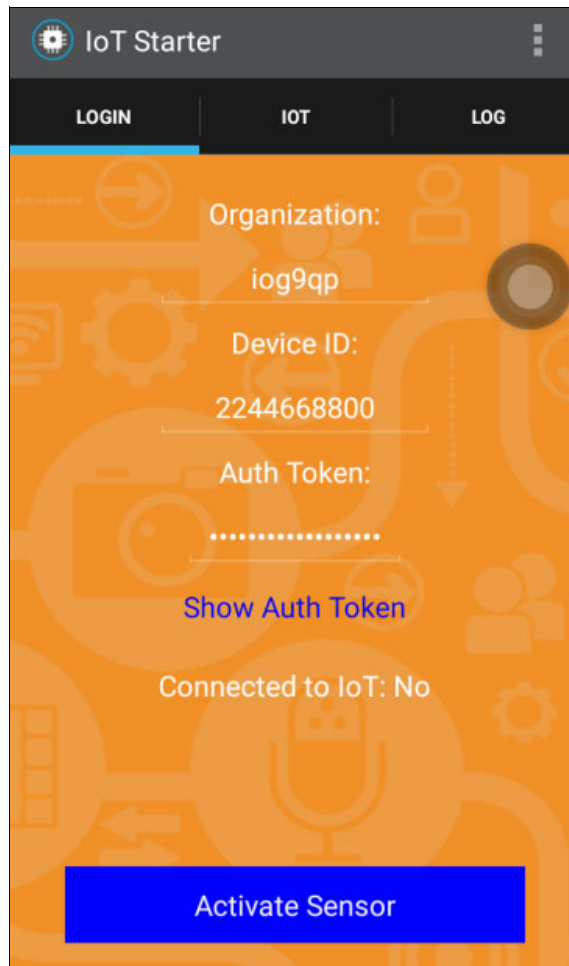 IoT Starter
LOGIN IOT LOG
Organization:
iog9qp
Device ID:
2244668800
Auth Token:
••••••••••••••••••
Show Auth Token
Connected to IoT: No
Activate Sensor